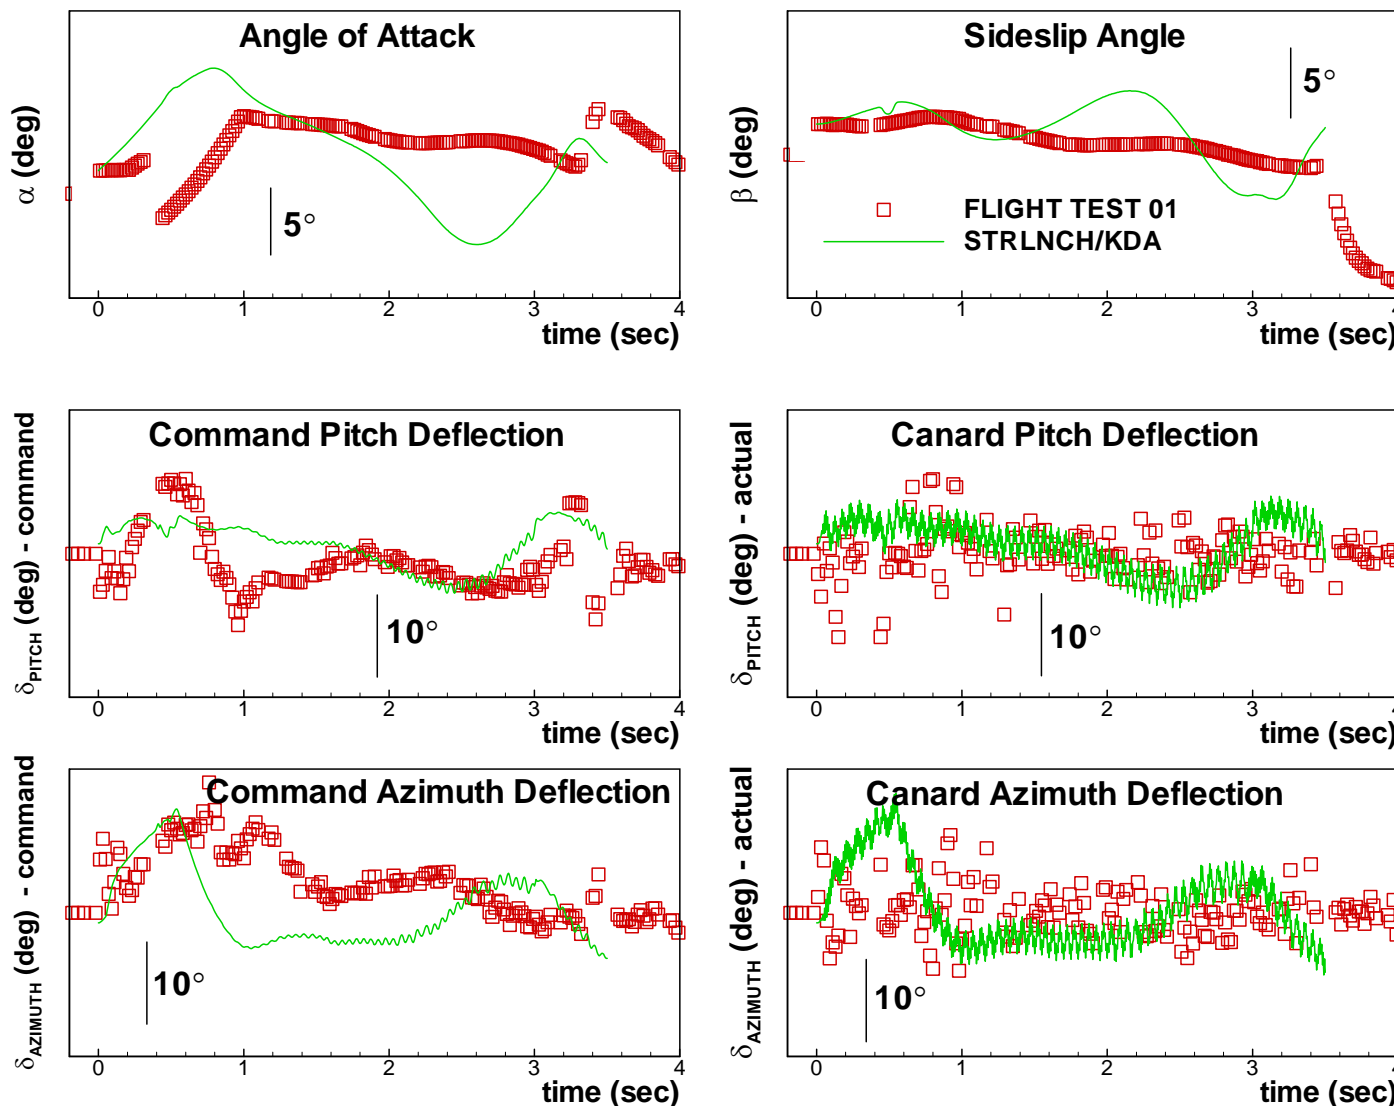 Angle of Attack
α (deg)
5°
0 1 2 3 4
time (sec)
Sideslip Angle
β (deg)
5°
FLIGHT TEST 01
STRLNCH/KDA
0 1 2 3 4
time (sec)
Command Pitch Deflection
δPITCH (deg) - command
10°
0 1 2 3 4
time (sec)
Canard Pitch Deflection
δPITCH (deg) - actual
10°
0 1 2 3 4
time (sec)
Command Azimuth Deflection
δAZIMUTH (deg) - command
10°
0 1 2 3 4
time (sec)
Canard Azimuth Deflection
δAZIMUTH (deg) - actual
10°
0 1 2 3 4
time (sec)